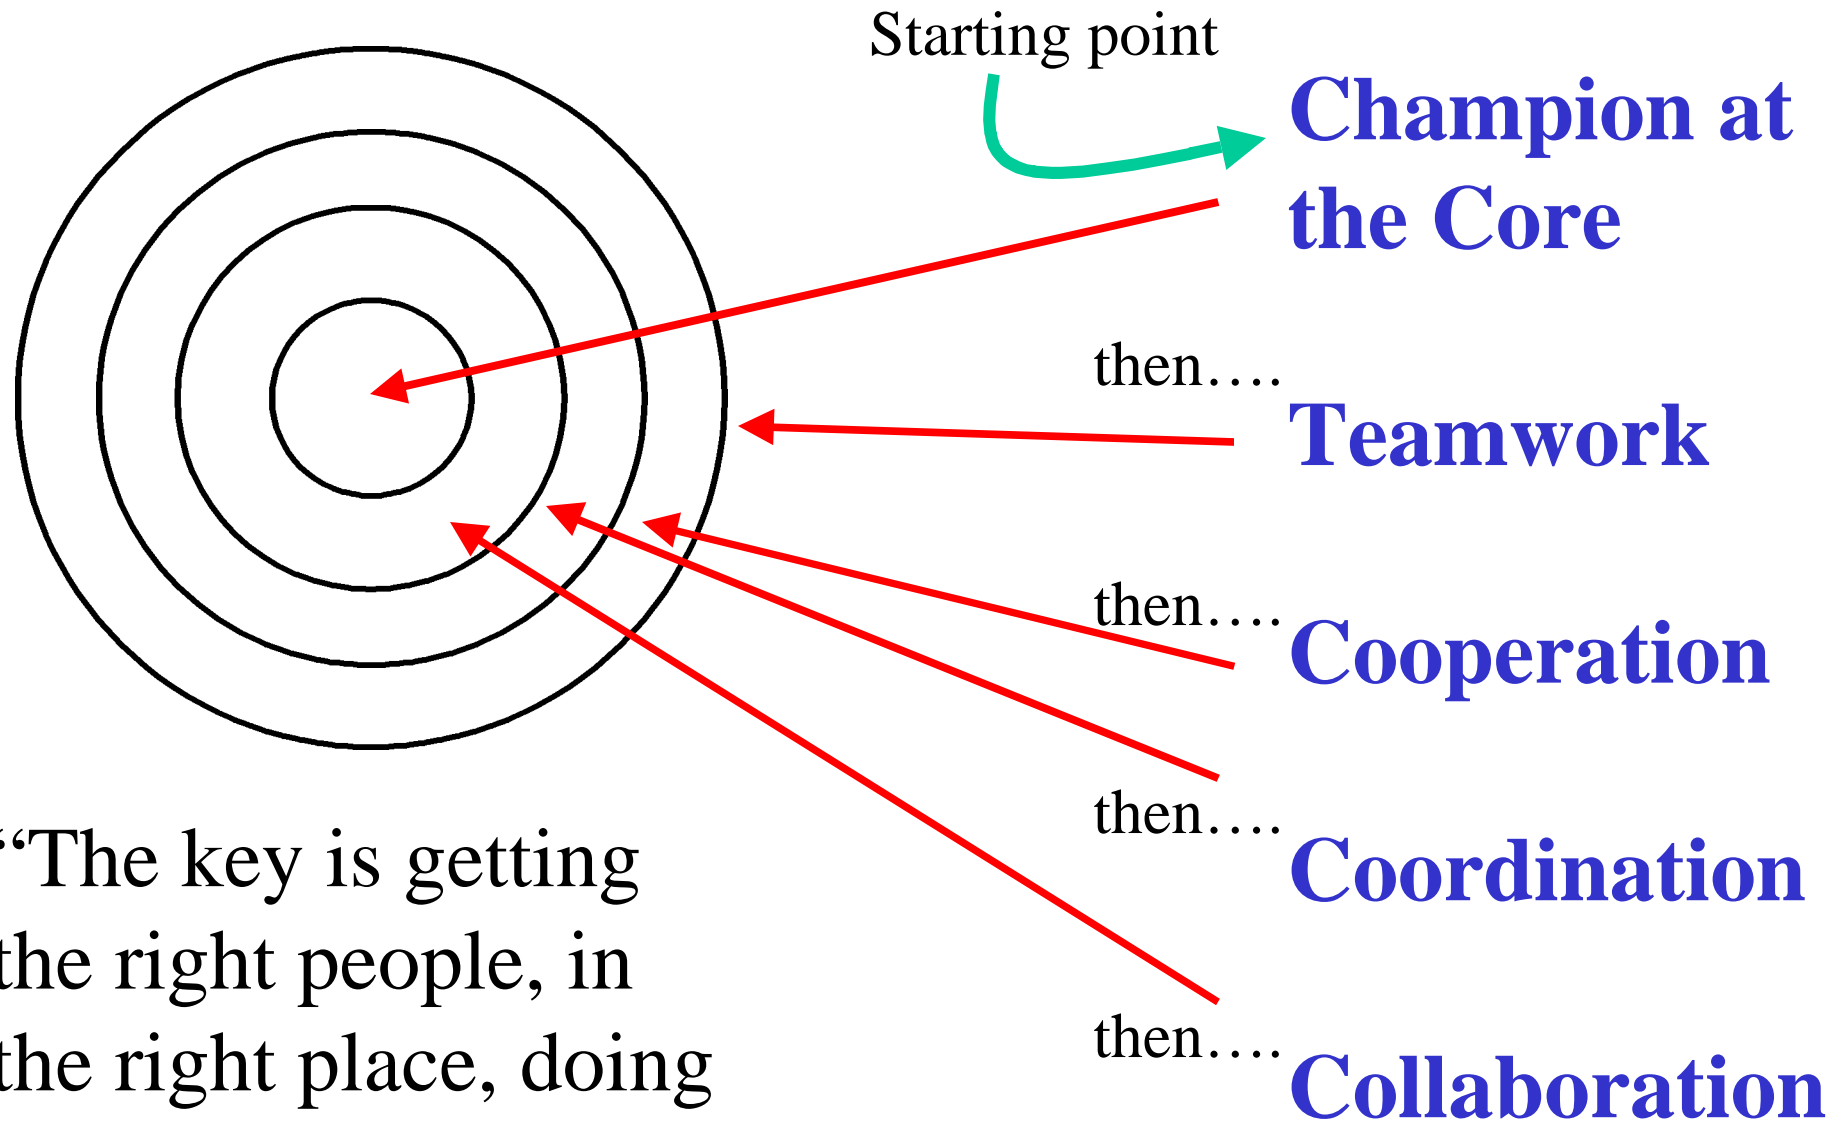 Starting point
Champion at
the Core
then….
Teamwork
then….
Cooperation
then….
Coordination
then….
Collaboration
“The key is getting
the right people, in
the right place, doing